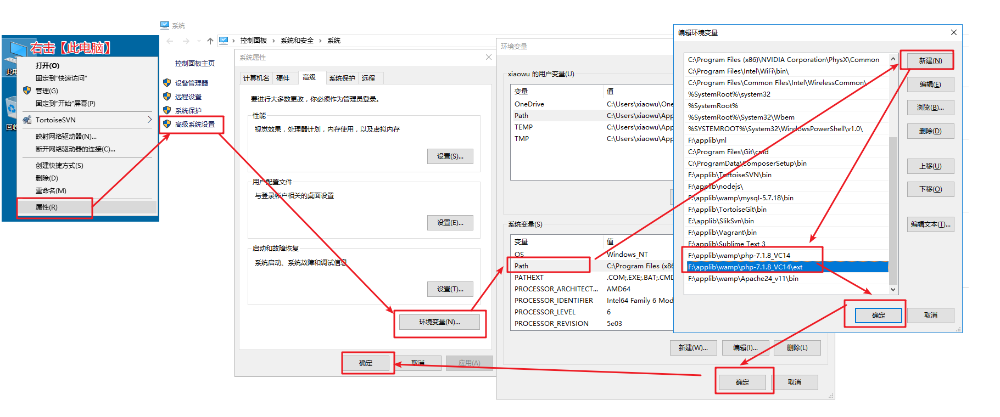 右击【此电脑】
此电
回收
打开(O)
固定到"快速访问"
管理(G)
固定到"开始"屏幕(P)
TortoiseSVN
映射网络驱动器(N)...
断开网络驱动器的连接(C)...
创建快捷方式(S)
删除(D)
重命名(M)
属性(R)
系统
控制面板 › 系统和安全 › 系统
控制面板主页
设备管理器
远程设置
系统保护
高级系统设置
系统属性
计算机名 硬件 高级 系统保护 远程
要进行大多数更改，你必须作为管理员登录。
性能
视觉效果，处理器计划，内存使用，以及虚拟内存
设置(S)...
用户配置文件
与登录帐户相关的桌面设置
设置(E)...
启动和故障恢复
系统启动、系统故障和调试信息
设置(T)...
环境变量(N)...
确定 取消 应用(A)
环境变量
xiaowu 的用户变量(U)
变量 值
OneDrive C:\Users\xiaowu\One
Path C:\Users\xiaowu\App
TEMP C:\Users\xiaowu\App
TMP C:\Users\xiaowu\App
系统变量(S)
变量 值
OS Windows_NT
Path C:\Program Files (x86
PATHEXT .COM;.EXE;.BAT;.CMD
PROCESSOR_ARCHITECT... AMD64
PROCESSOR_IDENTIFIER Intel64 Family 6 Mod
PROCESSOR_LEVEL 6
PROCESSOR_REVISION 5e03
新建(W)... 编辑(I)... 删除(L)
确定 取消
编辑环境变量
C:\Program Files (x86)\NVIDIA Corporation\PhysX\Common
C:\Program Files\Intel\WiFi\bin\
C:\Program Files\Common Files\Intel\WirelessCommon\
%SystemRoot%\system32
%SystemRoot%
%SystemRoot%\System32\Wbem
%SYSTEMROOT%\System32\WindowsPowerShell\v1.0\
F:\applib\ml
C:\Program Files\Git\cmd
C:\ProgramData\ComposerSetup\bin
F:\applib\TortoiseSVN\bin
F:\applib\nodejs\
F:\applib\wamp\mysql-5.7.18\bin
F:\applib\TortoiseGit\bin
E:\applib\SlikSvn\bin
F:\applib\Vagrant\bin
F:\applib\Sublime Text 3
F:\applib\wamp\php-7.1.8_VC14
F:\applib\wamp\php-7.1.8_VC14\ext
F:\applib\wamp\Apache24_v11\bin
新建(N)
编辑(E)
浏览(B)...
删除(D)
上移(U)
下移(O)
编辑文本(T)...
确定 取消